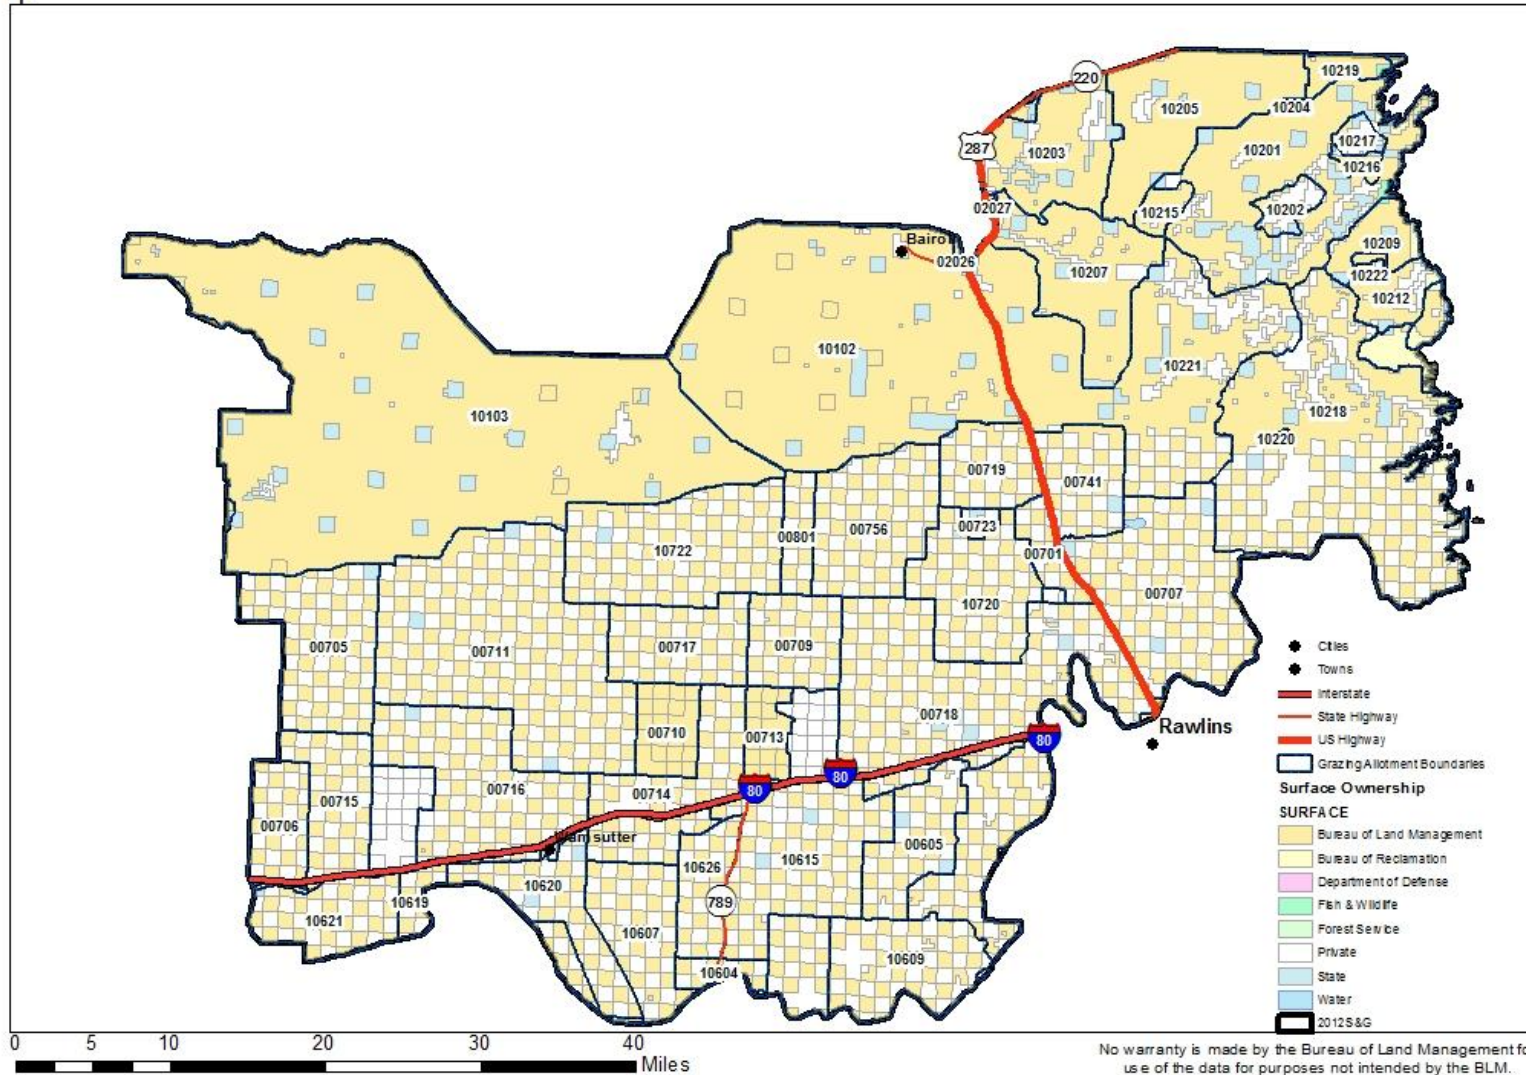 220
10219
10205
10204
287
10203
10201
10217
10216
02027
10215
10202
10209
Bairo
02026
10207
10222
10212
10102
10221
10103
10218
10220
00719
00741
00723
00801
00756
10722
00701
10720
00707
00705
00711
00717
00709
00718
00710
00713
Rawlins
80
80
80
00716
00714
00715
00706
amsutter
00605
10626
10615
10620
10619
789
10621
10607
10604
10609
Cities
Towns
Interstate
State Highway
US Highway
Grazing Allotment Boundaries
Surface Ownership
SURFACE
Bureau of Land Management
Bureau of Reclamation
Department of Defense
Fish & Wildlife
Forest Service
Private
State
Water
2012S&G
0 5 10 20 30 40
Miles
No warranty is made by the Bureau of Land Management fo
use of the data for purposes not intended by the BLM.